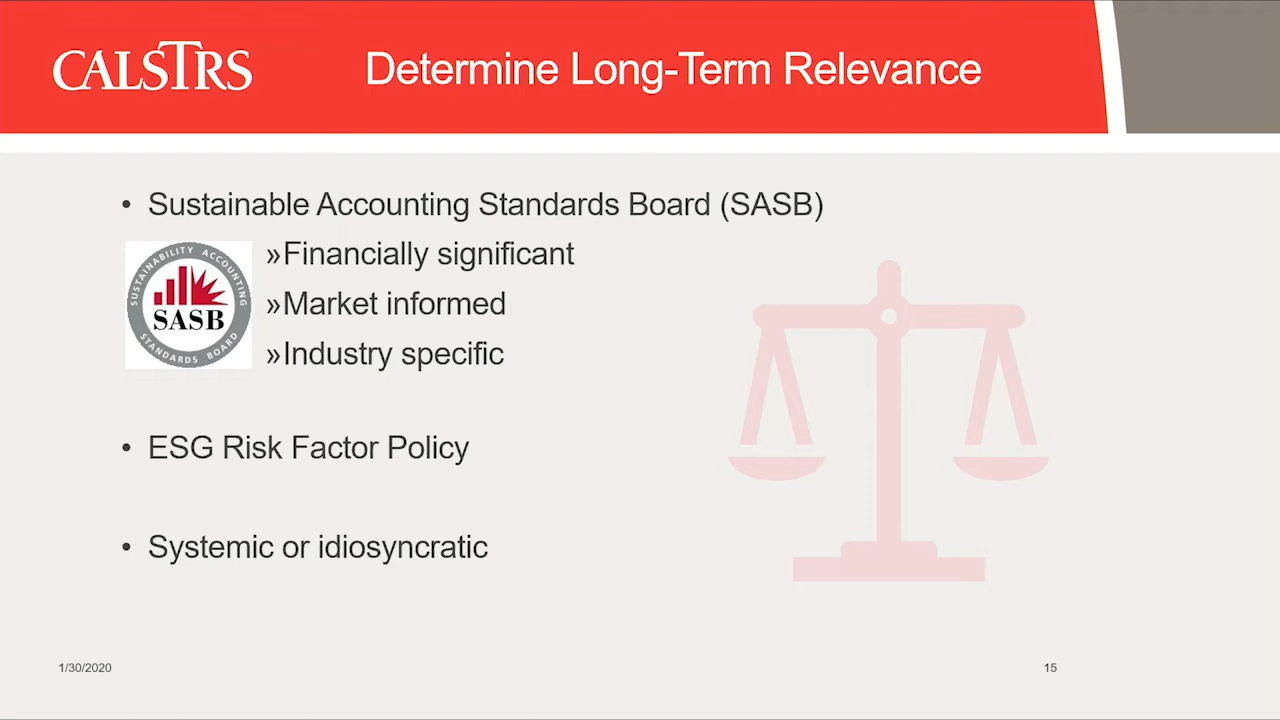 CALSTRS
Determine Long-Term Relevance
• Sustainable Accounting Standards Board (SASB)
»Financially significant
»Market informed
»Industry specific
SUSTAINABILITY ACCOUNTING
SASB
STANDARDS BOARD
• ESG Risk Factor Policy
• Systemic or idiosyncratic
1/30/2020
15